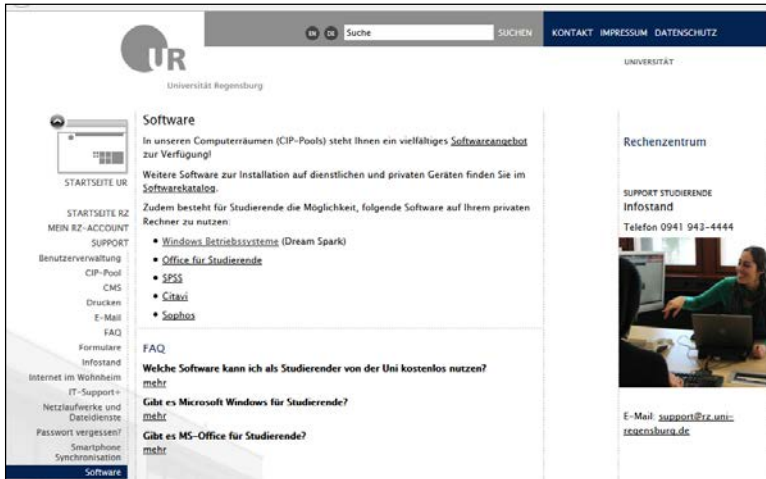 EN DE Suche SUCHEN KONTAKT IMPRESSUM DATENSCHUTZ
UR
Universität Regensburg
UNIVERSITÄT
STARTSEITE UR
STARTSEITE RZ
MEIN RZ-ACCOUNT
SUPPORT
Benutzerverwaltung
CIP-Pool
CMS
Drucken
E-Mail
FAQ
Formulare
Infostand
Internet im Wohnheim
IT-Support+
Netzlaufwerke und
Dateidienste
Passwort vergessen?
Smartphone
Synchronisation
Software
Software
In unseren Computerräumen (CIP-Pools) steht Ihnen ein vielfältiges Softwareangebot
zur Verfügung!
Weitere Software zur Installation auf dienstlichen und privaten Geräten finden Sie im
Softwarekatalog.
Zudem besteht für Studierende die Möglichkeit, folgende Software auf Ihrem privaten
Rechner zu nutzen:
• Windows Betriebssysteme (Dream Spark)
• Office für Studierende
• SPSS
• Citavi
• Sophos
FAQ
Welche Software kann ich als Studierender von der Uni kostenlos nutzen?
mehr
Gibt es Microsoft Windows für Studierende?
mehr
Gibt es MS-Office für Studierende?
mehr
Rechenzentrum
SUPPORT STUDIERENDE
Infostand
Telefon 0941 943-4444
E-Mail: support@rz.uni-
regensburg.de